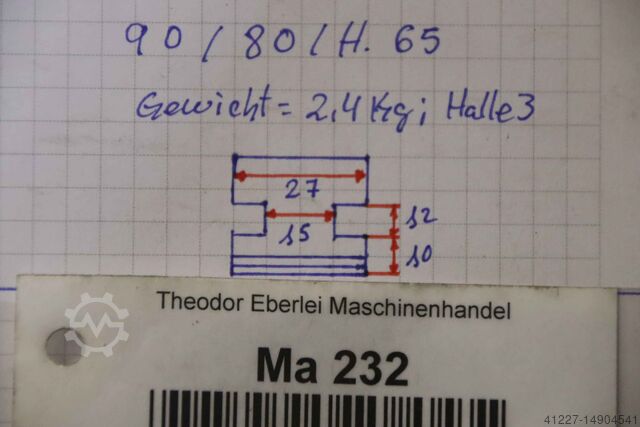 90/80/H. 65
Gewicht = 2,4 Kg; Halle 3
27
15
12
10
Theodor Eberlei Maschinenhandel
Ma 232
41227-14904541